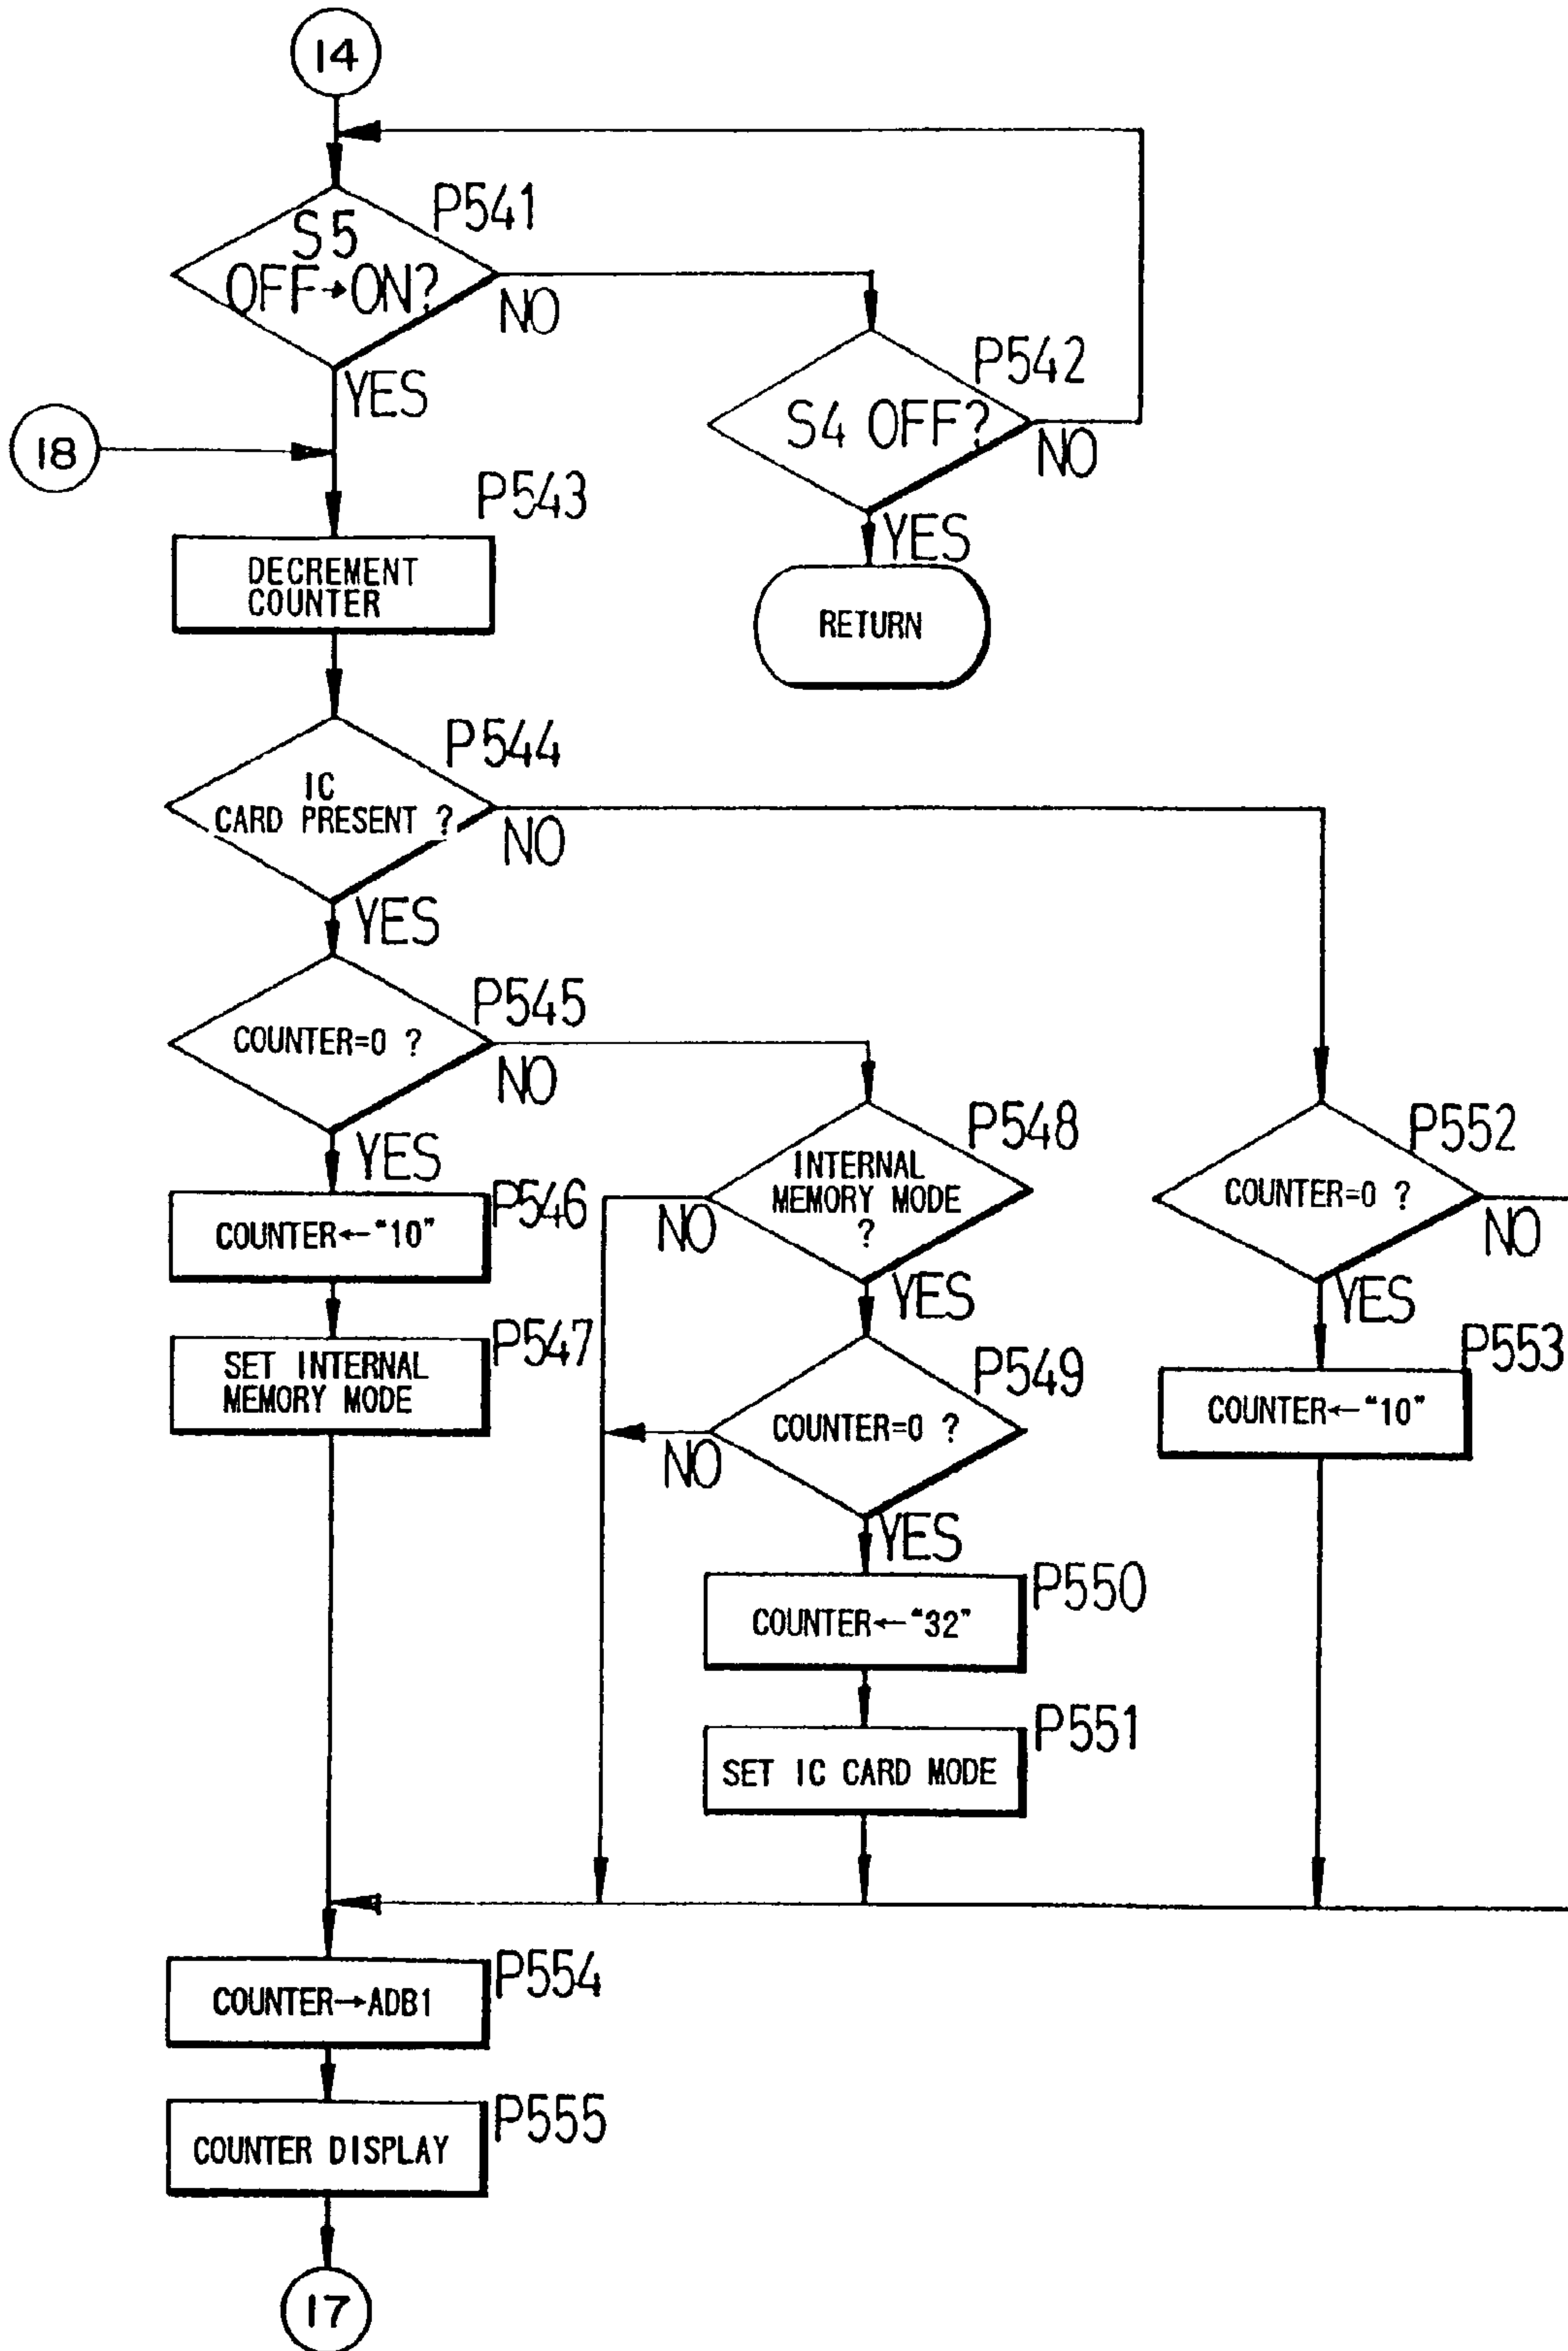 14
P541
S5
OFF→ON?
NO
YES
P542
S4 OFF?
NO
YES
RETURN
18
P543
DECREMENT
COUNTER
P544
IC
CARD PRESENT ?
NO
YES
P545
COUNTER=0 ?
NO
YES
P546
COUNTER←"10"
P547
SET INTERNAL
MEMORY MODE
P548
INTERNAL
MEMORY MODE
?
NO
YES
P549
COUNTER=0 ?
NO
YES
P550
COUNTER←"32"
P551
SET IC CARD MODE
P552
COUNTER=0 ?
NO
YES
P553
COUNTER←"10"
P554
COUNTER→ADB1
P555
COUNTER DISPLAY
17